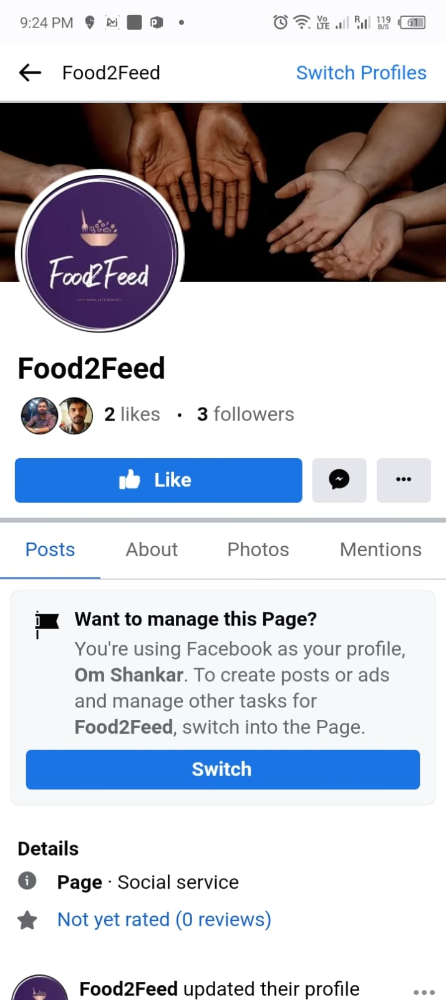 9:24 PM
Vo
LTE
R
119
B/S
61
Food2Feed
Switch Profiles
Food2Feed
Food2Feed
2 likes · 3 followers
Like
Posts
About
Photos
Mentions
Want to manage this Page?
You're using Facebook as your profile,
Om Shankar. To create posts or ads
and manage other tasks for
Food2Feed, switch into the Page.
Switch
Details
Page · Social service
Not yet rated (0 reviews)
Food2Feed updated their profile